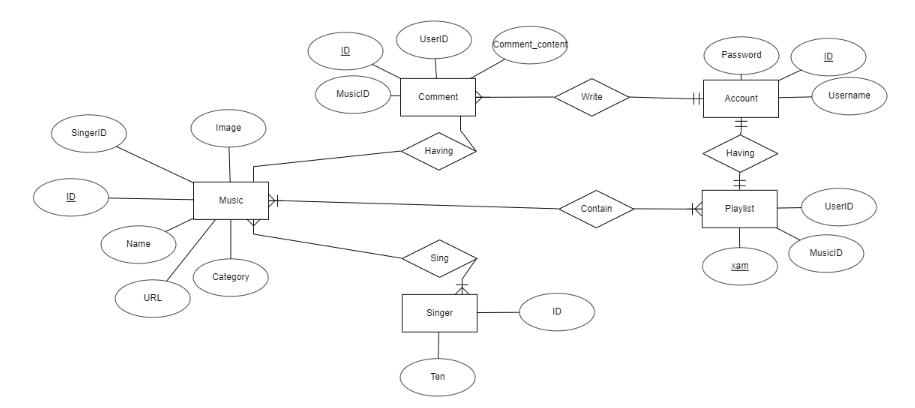 UserID
Comment_content
ID
Password
ID
MusicID
Comment
Write
Account
Username
Image
SingerID
Having
Having
ID
Music
Contain
Playlist
UserID
Name
Sing
MusicID
URL
Category
xam
Singer
ID
Ten